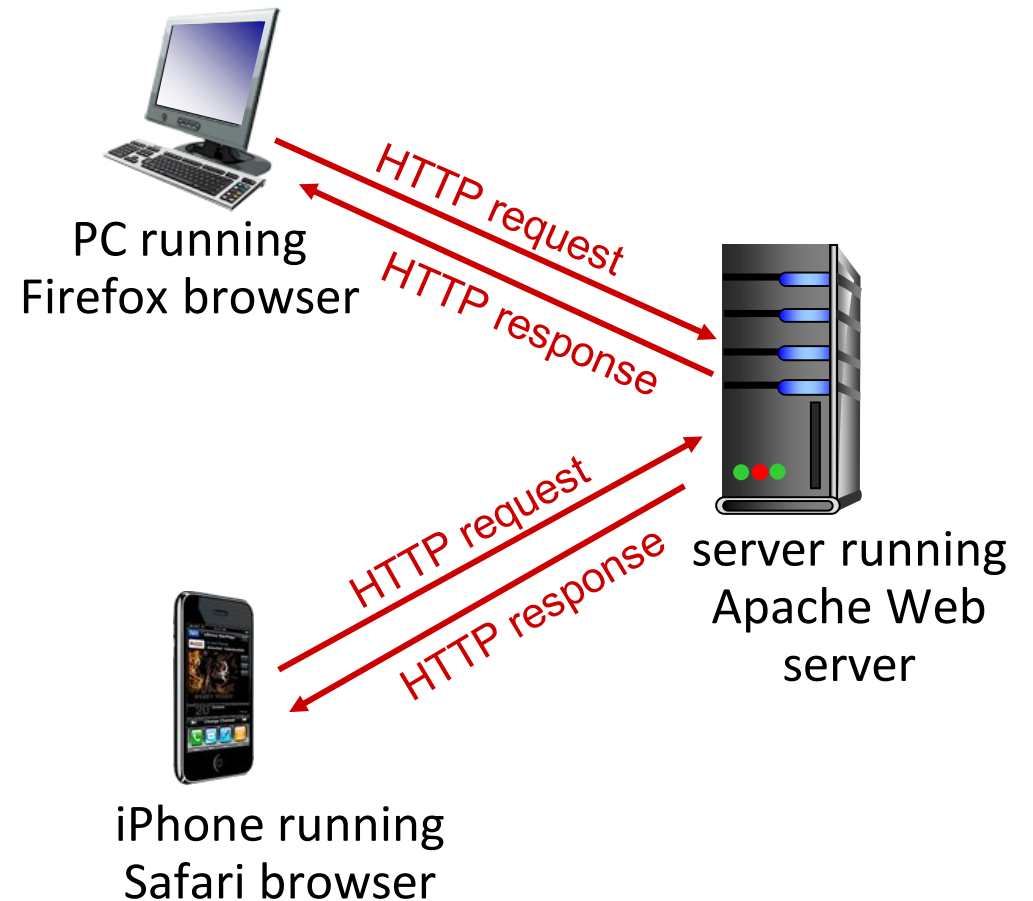 HTTP request
HTTP response
PC running
Firefox browser
HTTP request
HTTP response
server running
Apache Web
server
iPhone running
Safari browser